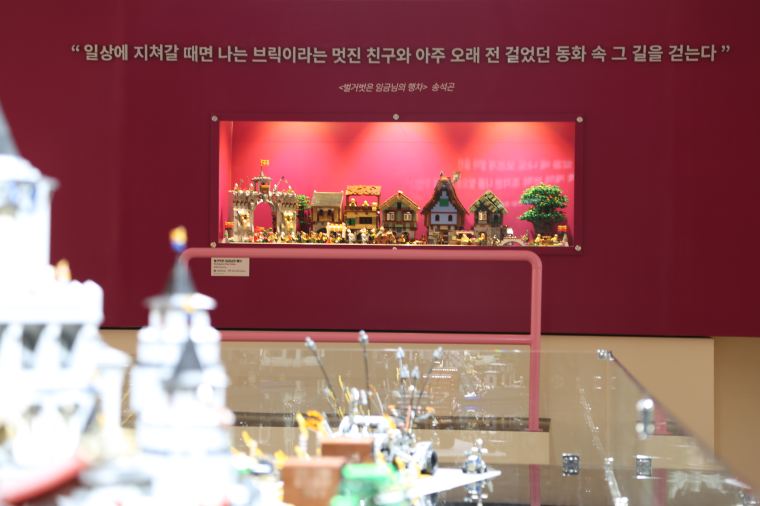 “ 일상에 지쳐갈 때면 나는 브릭이라는 멋진 친구와 아주 오래 전 걸었던 동화 속 그 길을 걷는다 ”
<벌거벗은 임금님의 행차> 송석곤